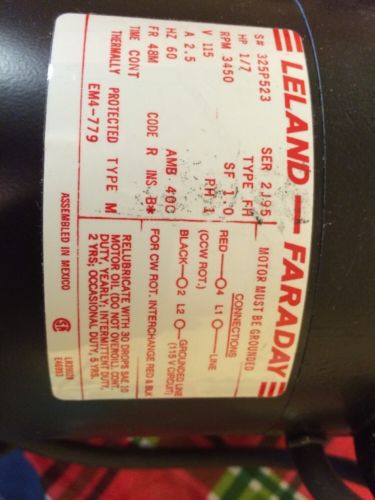 LELAND — FARADAY
S# 325P523 SER 2J95
MOTOR MUST BE GROUNDED
HP 1/7 TYPE FH
RPM 3450 SF 1.0
V 115 PH 1
A 2.5
HZ 60 AMB 40C
FR 48M
TIME CONT CODE R INS B*
THERMALLY PROTECTED TYPE M
EM4-779
CONNECTIONS
RED 4 L1 LINE
(CCW ROT.)
BLACK 2 L2 GROUNDED LINE
(115 V CIRCUIT)
FOR CW ROT. INTERCHANGE RED & BLK
RELUBRICATE WITH 30 DROPS SAE 10
MOTOR OIL (DO NOT OVEROIL), CONT.
DUTY, YEARLY; INTERMITTENT DUTY,
2 YRS; OCCASIONAL DUTY, 5 YRS.
ASSEMBLED IN MEXICO